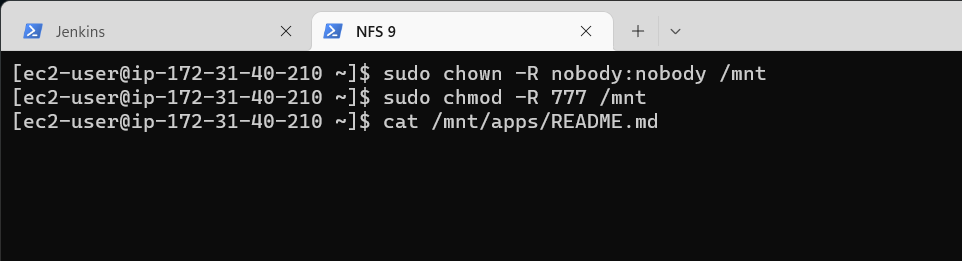 Jenkins
NFS 9
[ec2-user@ip-172-31-40-210 ~]$ sudo chown -R nobody:nobody /mnt
[ec2-user@ip-172-31-40-210 ~]$ sudo chmod -R 777 /mnt
[ec2-user@ip-172-31-40-210 ~]$ cat /mnt/apps/README.md